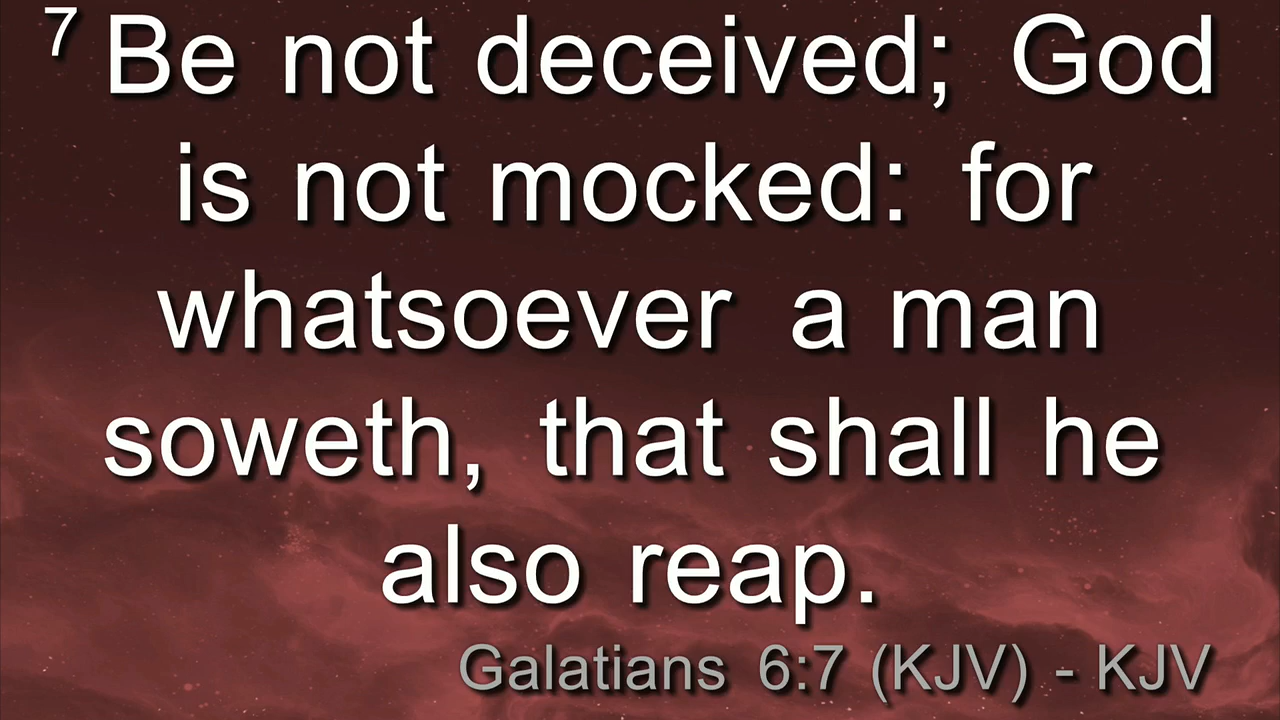 7 Be not deceived; God
is not mocked: for
whatsoever a man
soweth, that shall he
also reap.
Galatians 6:7 (KJV) - KJV